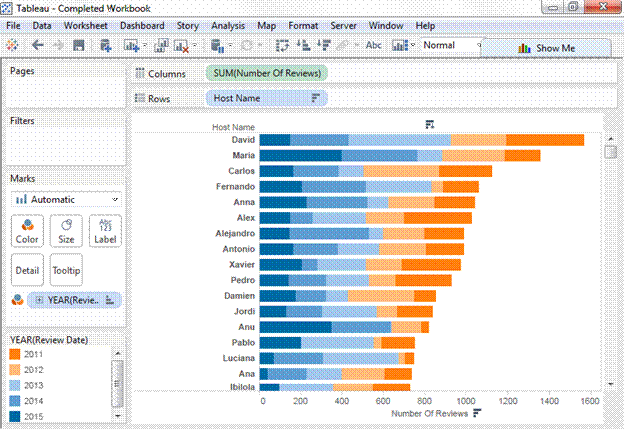 Tableau - Completed Workbook
File Data Worksheet Dashboard Story Analysis Map Format Server Window Help
Abc Normal Show Me
Pages
Columns SUM(Number Of Reviews)
Rows Host Name
Filters
Marks
Automatic
Color Size Abc 123 Label
Detail Tooltip
YEAR(Revie..
YEAR(Review Date)
2011
2012
2013
2014
2015
Host Name
David
Maria
Carlos
Fernando
Anna
Alex
Alejandro
Antonio
Xavier
Pedro
Damien
Jordi
Anu
Pablo
Luciana
Ana
Ibilola
0 200 400 600 800 1000 1200 1400 1600
Number Of Reviews